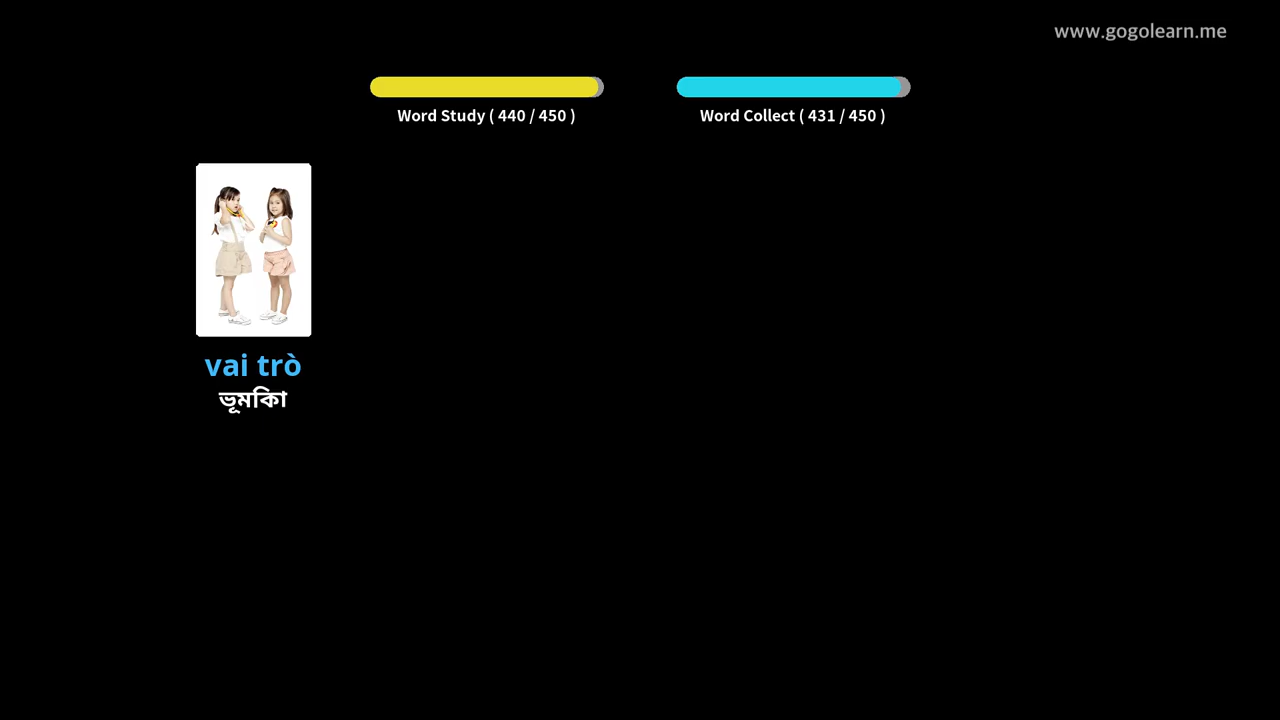 www.gogolearn.me
Word Study ( 440 / 450 )
Word Collect ( 431 / 450 )
vai trò
ভূমিকা